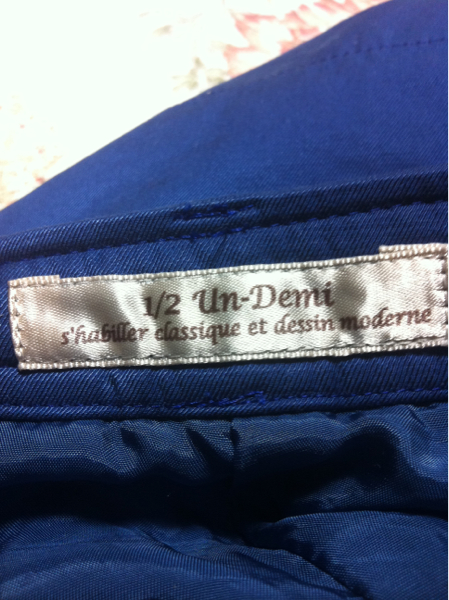 1/2 Un-Demi
s'habiller classique et dessin moderne